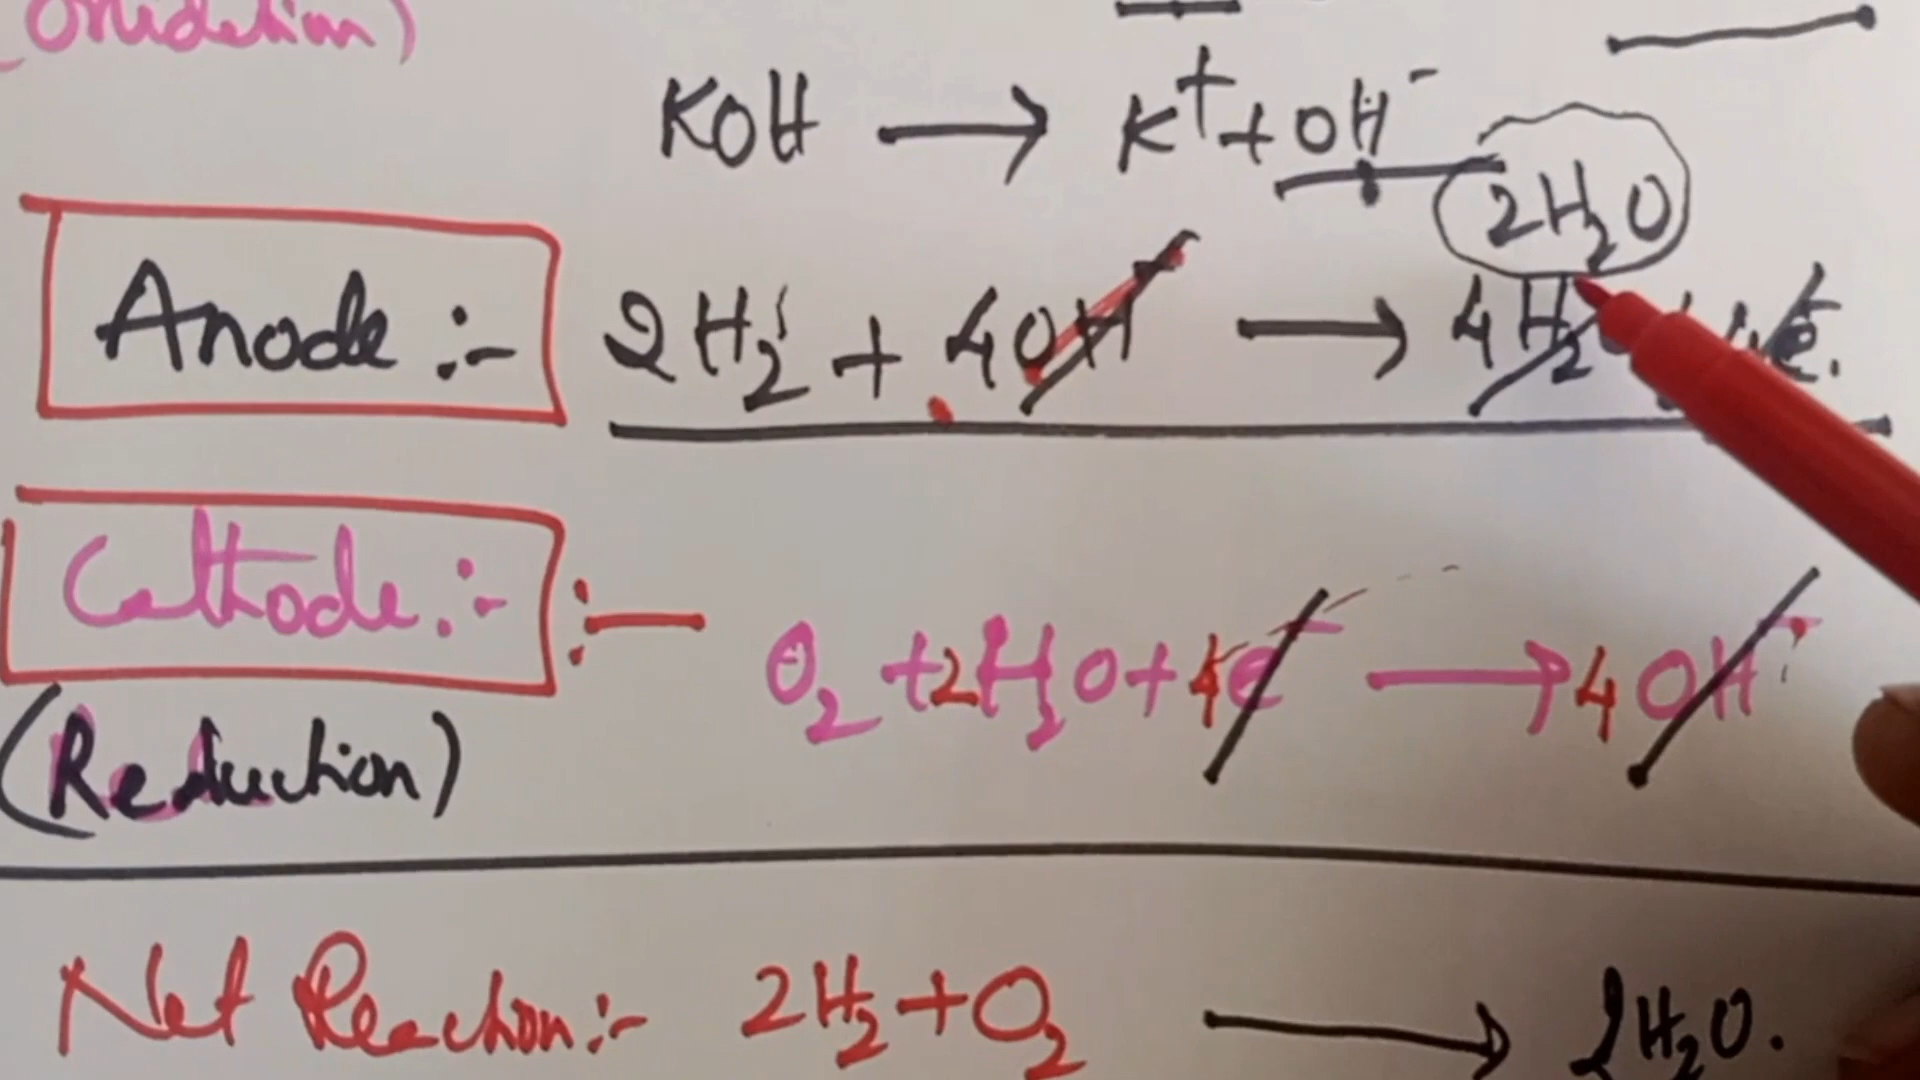 Oxidation)
KOH → K⁺ + OH⁻
2H₂O
Anode :- 2H₂ + 4OH → 4H₂O + 4e.
Cathode :- :- O₂ + 2H₂O + 4e⁻ → 4OH⁻
(Reduction)
Net Reaction :- 2H₂ + O₂ → 2H₂O.